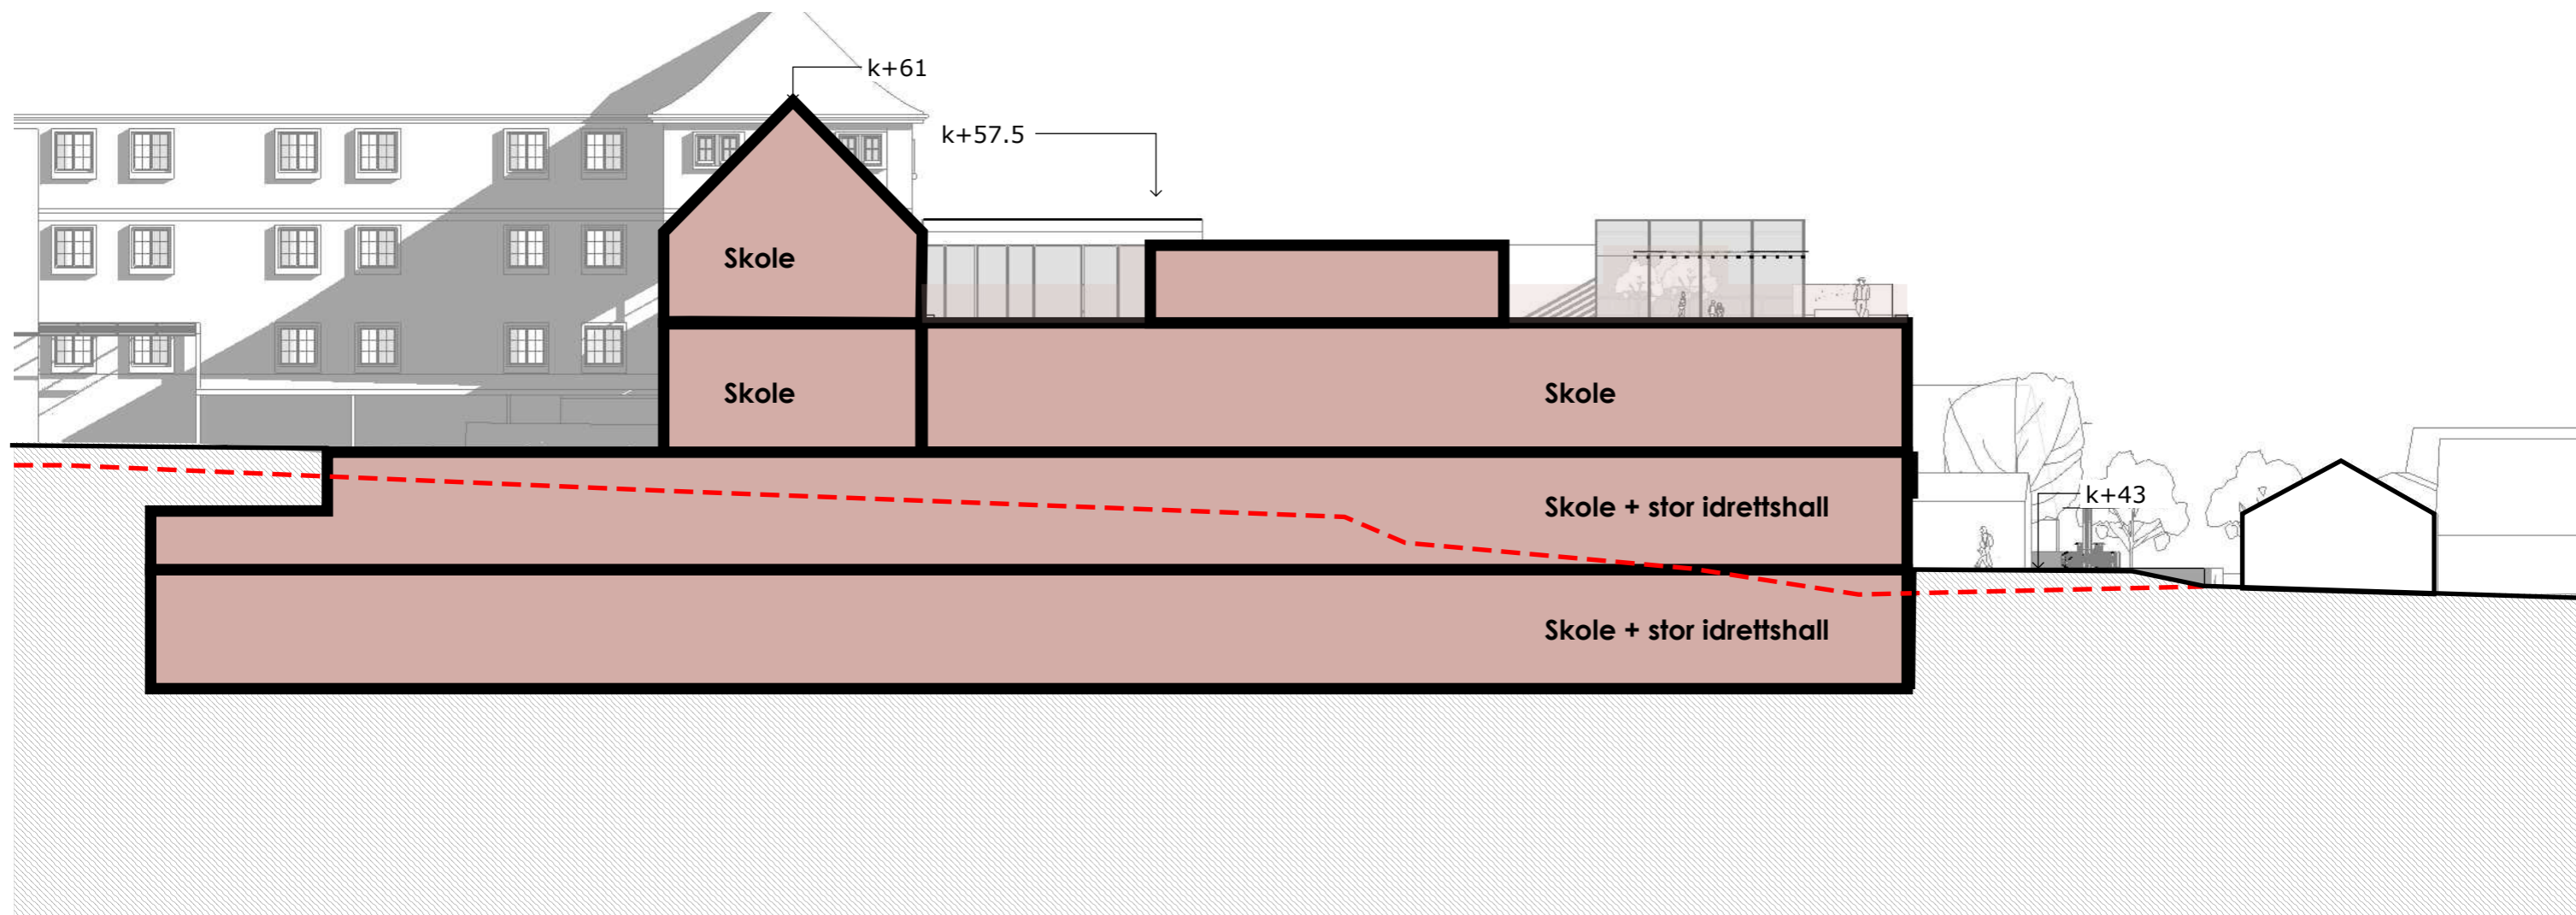 k+61
k+57.5
Skole
Skole
Skole
Skole + stor idrettshall
k+43
Skole + stor idrettshall